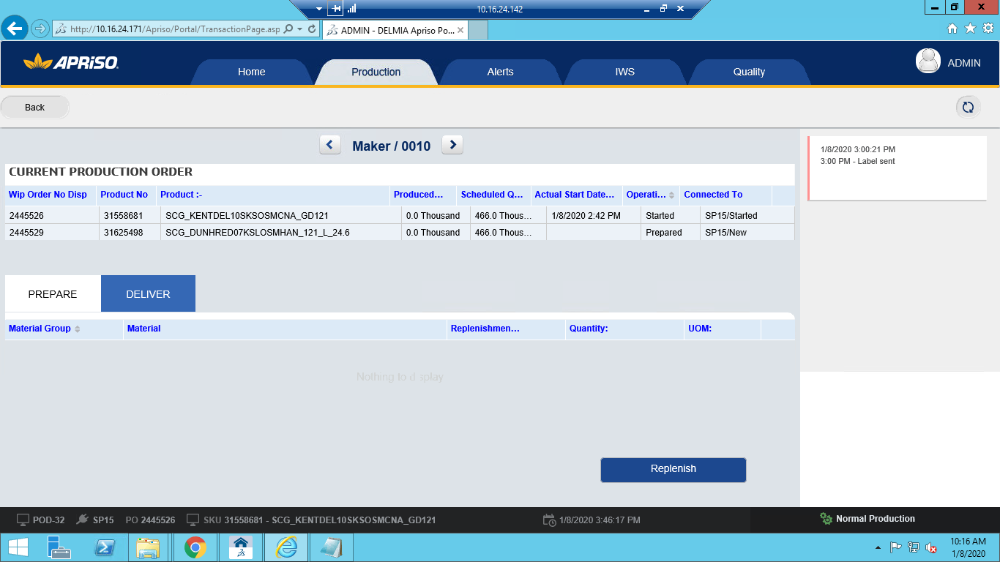 10.16.24.142
http://10.16.24.171/Apriso/Portal/TransactionPage.asp
ADMIN - DELMIA Apriso Po...
APRISO
Home
Production
Alerts
IWS
Quality
ADMIN
Back
Maker / 0010
1/8/2020 3:00:21 PM
3:00 PM - Label sent
CURRENT PRODUCTION ORDER
Wip Order No Disp Product No Product :- Produced... Scheduled Q... Actual Start Date... Operati... Connected To
2445526 31558681 SCG_KENTDEL10SKSOSMCNA_GD121 0.0 Thousand 466.0 Thous... 1/8/2020 2:42 PM Started SP15/Started
2445529 31625498 SCG_DUNHRED07KSLOSMHAN_121_L_24.6 0.0 Thousand 466.0 Thous... Prepared SP15/New
PREPARE
DELIVER
Material Group Material Replenishmen... Quantity: UOM:
Nothing to display
Replenish
POD-32 SP15 PO 2445526 SKU 31558681 - SCG_KENTDEL10SKSOSMCNA_GD121 1/8/2020 3:46:17 PM Normal Production
10:16 AM
1/8/2020